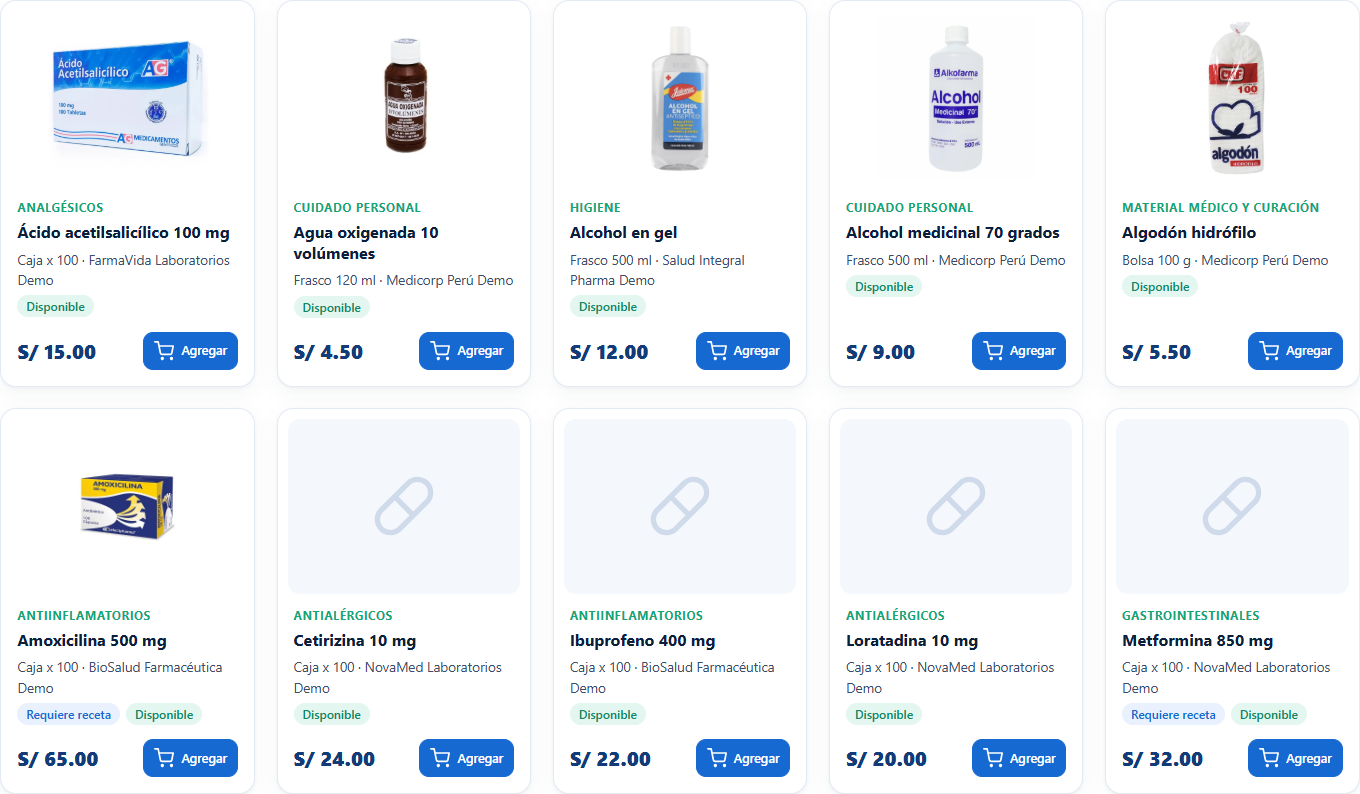 Ácido
Acetilsalicílico
AG
100 mg
100 Tabletas
AG MEDICAMENTOS
AGUA OXIGENADA
ALCOHOL
EN GEL
ANTISEPTICO
Alkofarma
Alcohol
Medicinal 70°
500 mL
CKF
100
algodón
HIDRÓFILO
ANALGÉSICOS
Ácido acetilsalicílico 100 mg
Caja x 100 · FarmaVida Laboratorios
Demo
Disponible
S/ 15.00
Agregar
CUIDADO PERSONAL
Agua oxigenada 10
volúmenes
Frasco 120 ml · Medicorp Perú Demo
Disponible
S/ 4.50
Agregar
HIGIENE
Alcohol en gel
Frasco 500 ml · Salud Integral
Pharma Demo
Disponible
S/ 12.00
Agregar
CUIDADO PERSONAL
Alcohol medicinal 70 grados
Frasco 500 ml · Medicorp Perú Demo
Disponible
S/ 9.00
Agregar
MATERIAL MÉDICO Y CURACIÓN
Algodón hidrófilo
Bolsa 100 g · Medicorp Perú Demo
Disponible
S/ 5.50
Agregar
AMOXICILINA
ANTIINFLAMATORIOS
Amoxicilina 500 mg
Caja x 100 · BioSalud Farmacéutica
Demo
Requiere receta
Disponible
S/ 65.00
Agregar
ANTIALÉRGICOS
Cetirizina 10 mg
Caja x 100 · NovaMed Laboratorios
Demo
Disponible
S/ 24.00
Agregar
ANTIINFLAMATORIOS
Ibuprofeno 400 mg
Caja x 100 · BioSalud Farmacéutica
Demo
Disponible
S/ 22.00
Agregar
ANTIALÉRGICOS
Loratadina 10 mg
Caja x 100 · NovaMed Laboratorios
Demo
Disponible
S/ 20.00
Agregar
GASTROINTESTINALES
Metformina 850 mg
Caja x 100 · NovaMed Laboratorios
Demo
Requiere receta
Disponible
S/ 32.00
Agregar